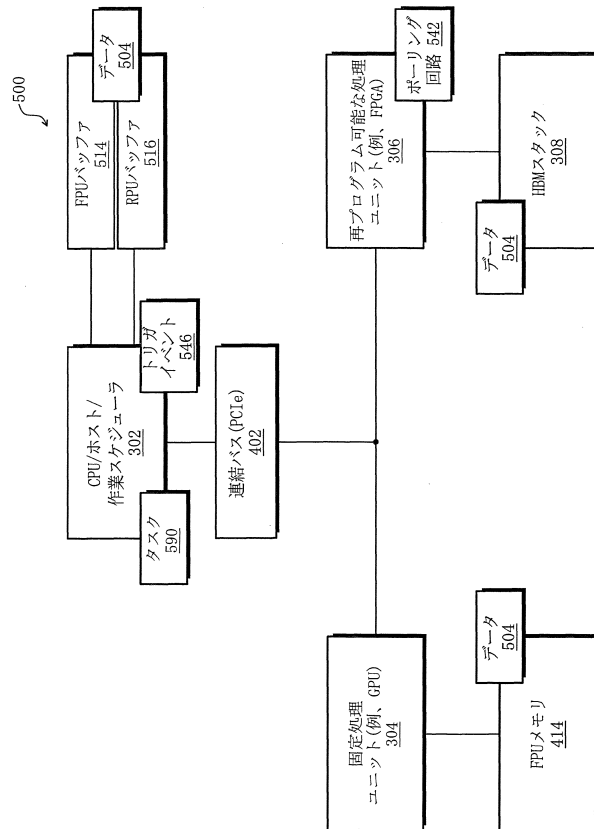 500
CPU/ホスト/
作業スケジューラ
302
タスク
590
トリガ
イベント
546
FPUバッファ
514
RPUバッファ
516
データ
504
連結バス(PCIe)
402
固定処理
ユニット(例、GPU)
304
再プログラム可能な処理
ユニット(例、FPGA)
306
ポーリング
回路 542
FPUメモリ
414
データ
504
データ
504
HBMスタック
308